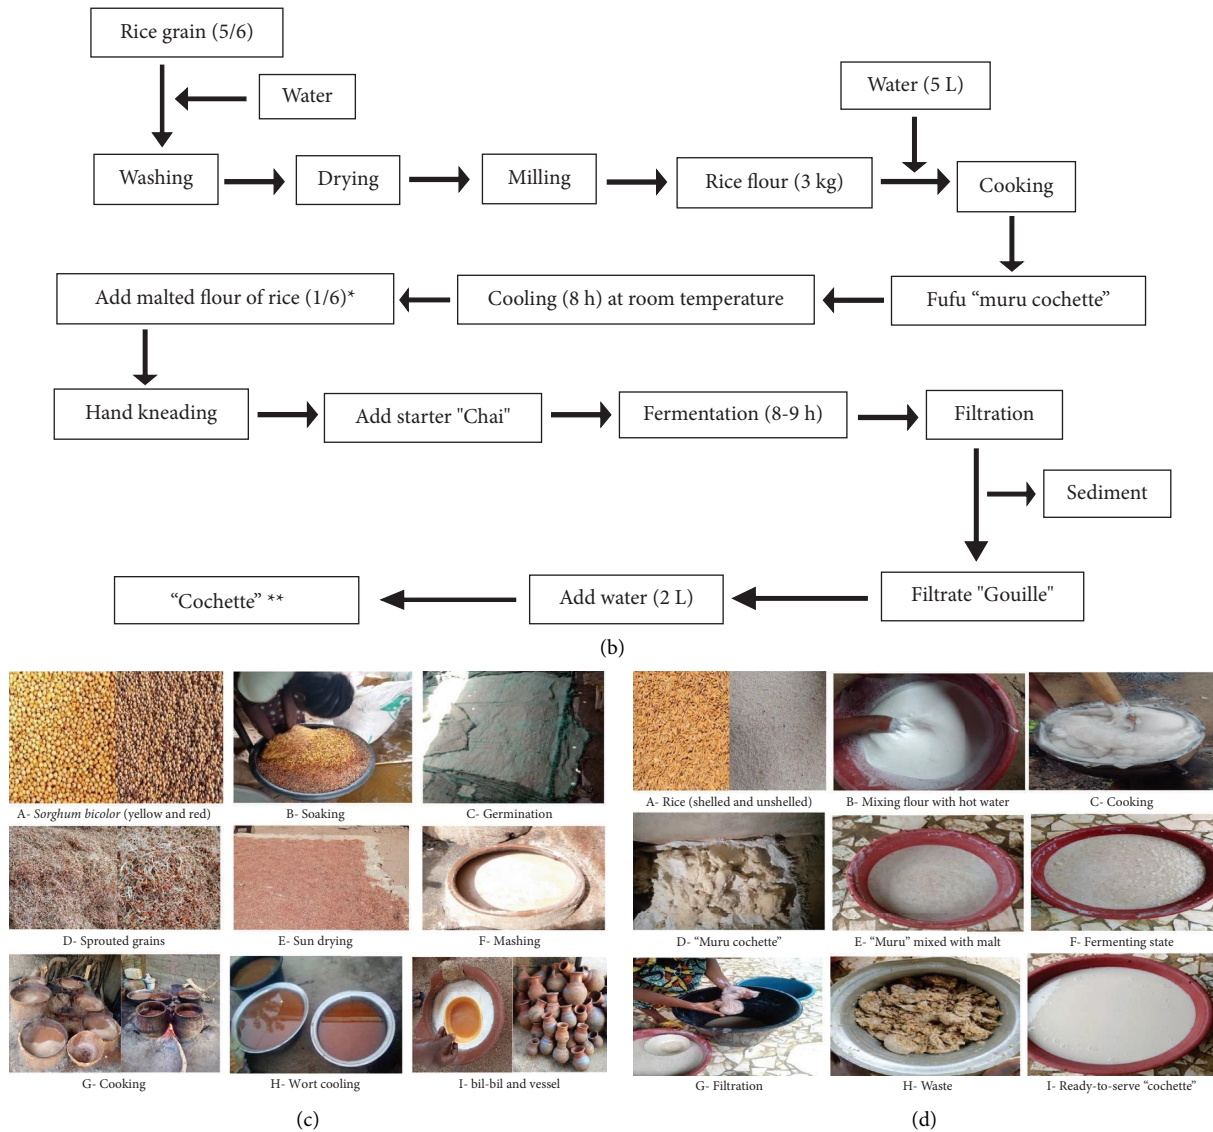 Rice grain (5/6)
Water
Water (5 L)
Washing
Drying
Milling
Rice flour (3 kg)
Cooking
Add malted flour of rice (1/6)*
Cooling (8 h) at room temperature
Fufu “muru cochette”
Hand kneading
Add starter "Chai"
Fermentation (8-9 h)
Filtration
Sediment
“Cochette” **
Add water (2 L)
Filtrate "Gouille"
(b)
A- Sorghum bicolor (yellow and red)
B- Soaking
C- Germination
D- Sprouted grains
E- Sun drying
F- Mashing
G- Cooking
H- Wort cooling
I- bil-bil and vessel
(c)
A- Rice (shelled and unshelled)
B- Mixing flour with hot water
C- Cooking
D- “Muru cochette”
E- “Muru” mixed with malt
F- Fermenting state
G- Filtration
H- Waste
I- Ready-to-serve “cochette”
(d)